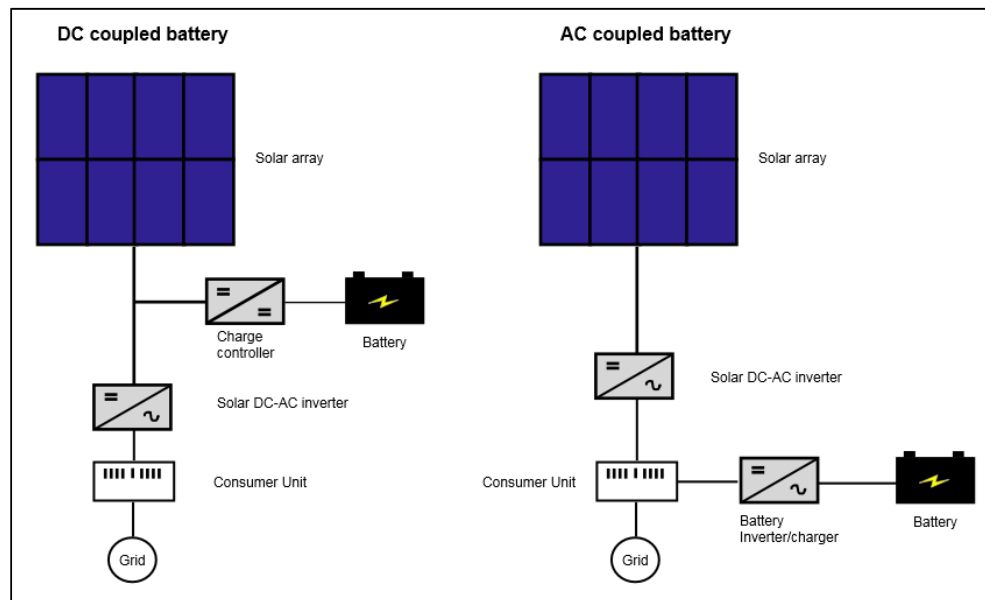 DC coupled battery
Solar array
Charge
controller
Battery
Solar DC-AC inverter
Consumer Unit
Grid
AC coupled battery
Solar array
Solar DC-AC inverter
Consumer Unit
Battery
Inverter/charger
Battery
Grid